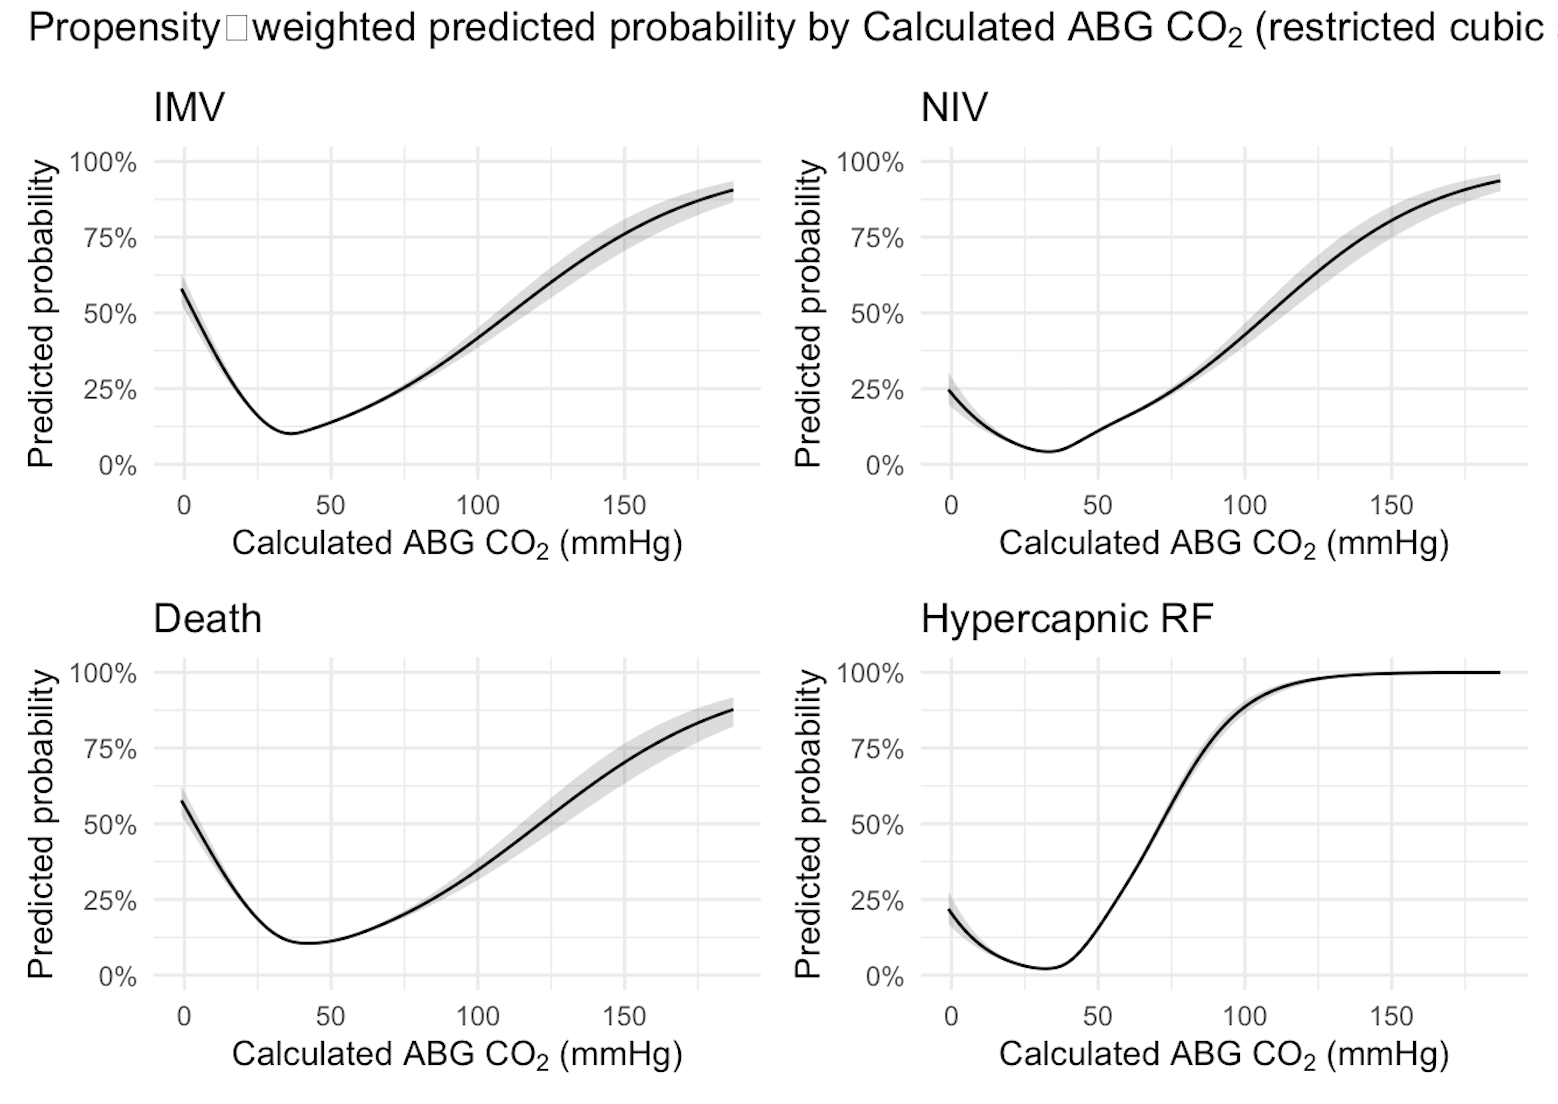 Propensity□weighted predicted probability by Calculated ABG CO₂ (restricted cubic
IMV
Predicted probability
100%
75%
50%
25%
0%
0 50 100 150
Calculated ABG CO₂ (mmHg)
NIV
Predicted probability
100%
75%
50%
25%
0%
0 50 100 150
Calculated ABG CO₂ (mmHg)
Death
Predicted probability
100%
75%
50%
25%
0%
0 50 100 150
Calculated ABG CO₂ (mmHg)
Hypercapnic RF
Predicted probability
100%
75%
50%
25%
0%
0 50 100 150
Calculated ABG CO₂ (mmHg)